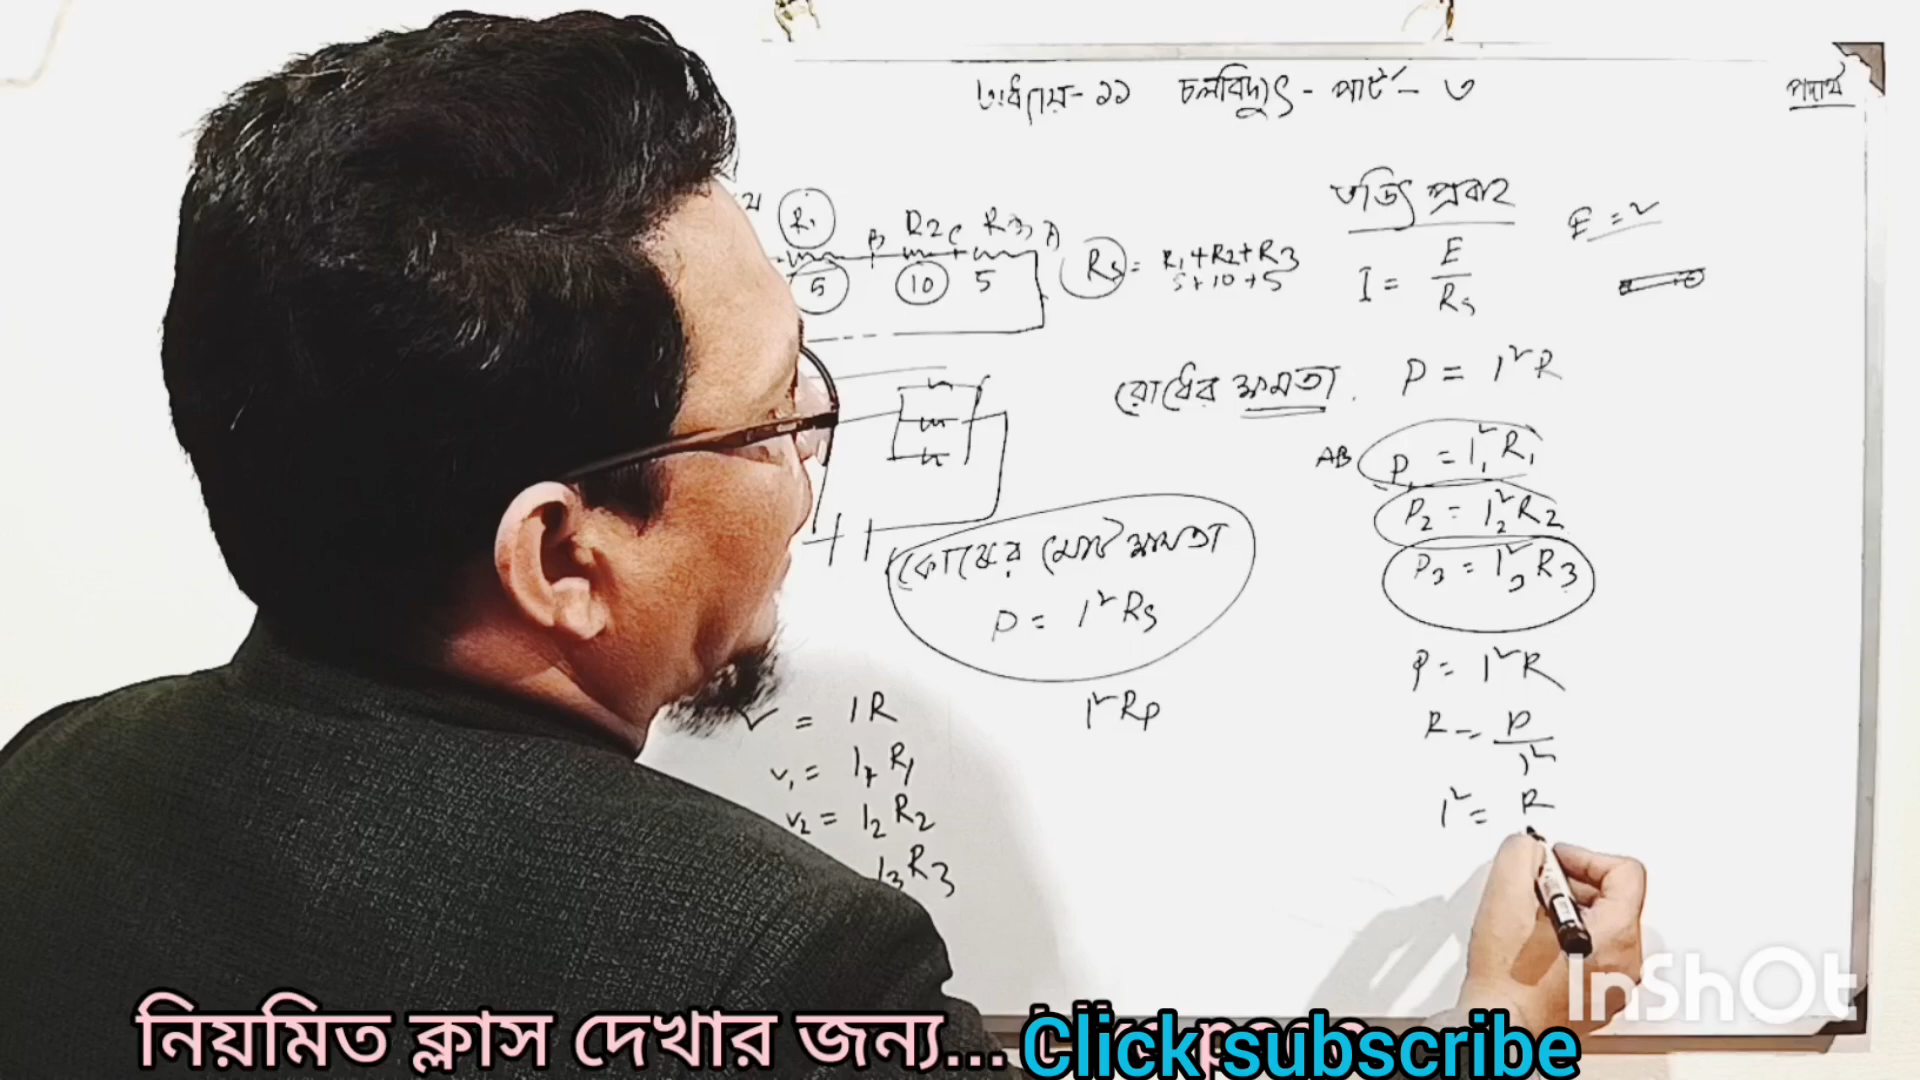 অধ্যায়-১১ চলবিদ্যুৎ - পার্ট - ৩
পদার্থ
R₁ B R2 C R3 D
5 10 5
Rs = R₁+R2+R3
5+10+5
তড়িৎ প্রবাহ
I = E/Rs
E = 2
রোধের ক্ষমতা. P = I²R
AB P₁ = I₁²R₁
P₂ = I₂²R₂
P₃ = I₃²R₃
কোষের মোট ক্ষমতা
P = I²Rs
I²Rp
P = I²R
R = P/I²
I² = R
V = IR
V₁ = I₁R₁
V₂ = I₂R₂
I₃R₃
নিয়মিত ক্লাস দেখার জন্য... Click subscribe
InShOt